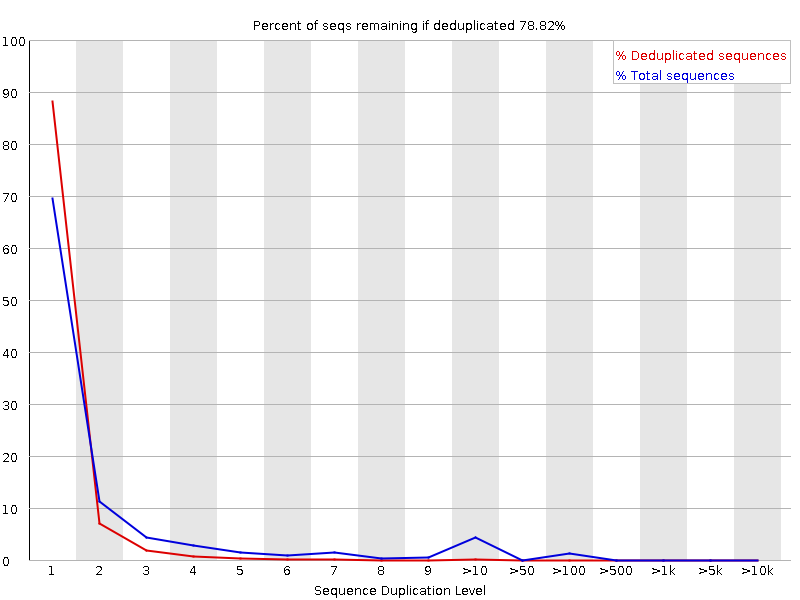 Percent of seqs remaining if deduplicated 78.82%
% Deduplicated sequences
% Total sequences
100
90
80
70
60
50
40
30
20
10
0
1 2 3 4 5 6 7 8 9 >10 >50 >100 >500 >1k >5k >10k
Sequence Duplication Level